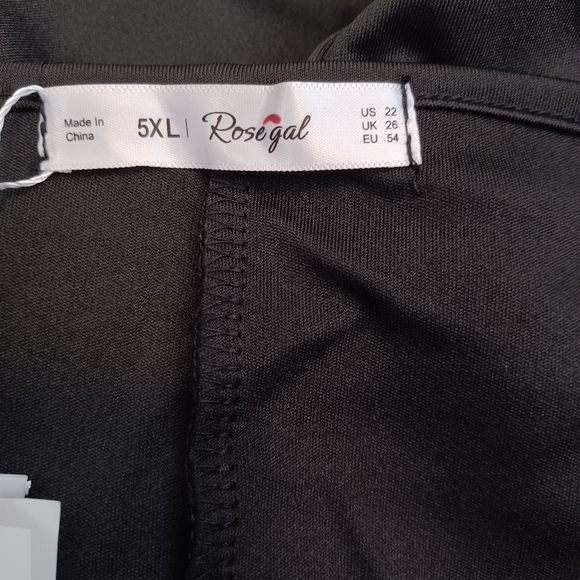 Made In
China
5XL | Rosegal
US 22
UK 26
EU 54